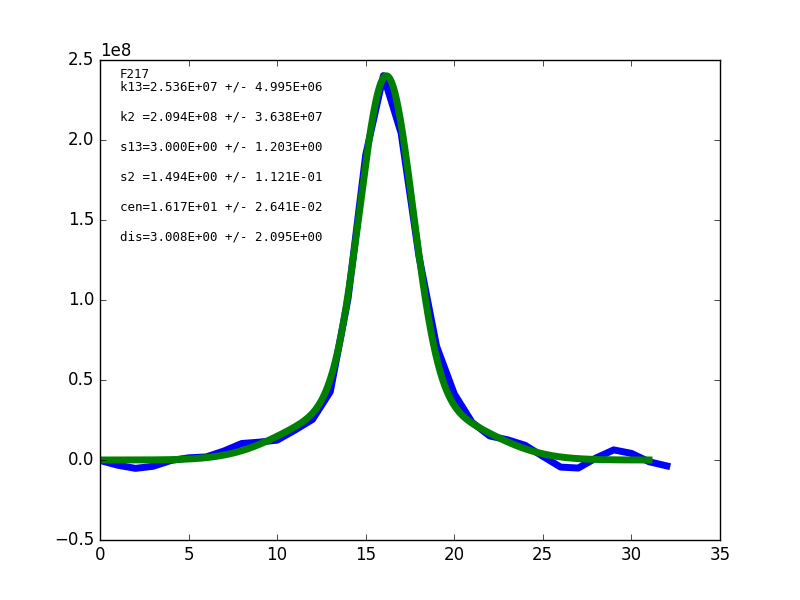 1e8
F217
k13=2.536E+07 +/- 4.995E+06
k2 =2.094E+08 +/- 3.638E+07
s13=3.000E+00 +/- 1.203E+00
s2 =1.494E+00 +/- 1.121E-01
cen=1.617E+01 +/- 2.641E-02
dis=3.008E+00 +/- 2.095E+00
2.5
2.0
1.5
1.0
0.5
0.0
−0.5
0 5 10 15 20 25 30 35